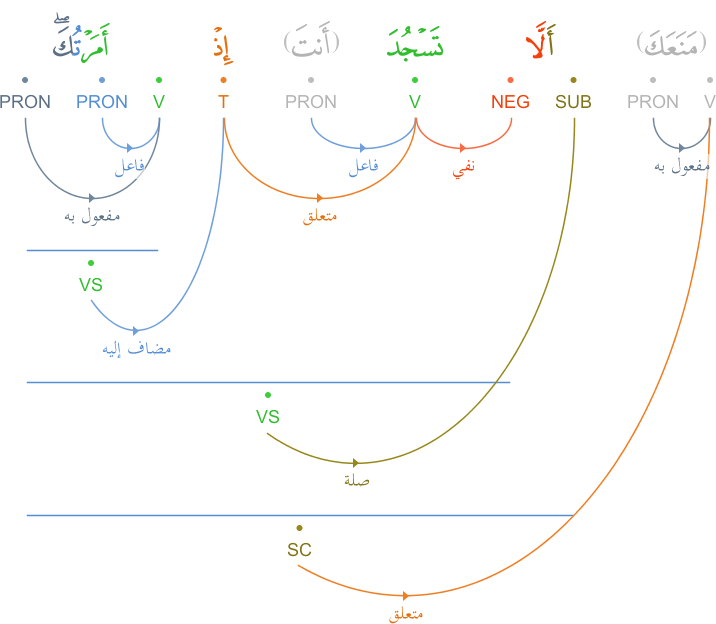 (مَنَعَكَ) أَلَّا تَسْجُدَ (أَنتَ) إِذْ أَمَرْتُكَ ۖ
PRON PRON V T PRON V NEG SUB PRON V
فاعل فاعل نفي مفعول به
مفعول به متعلق
VS
مضاف إليه
VS
صلة
SC
متعلق